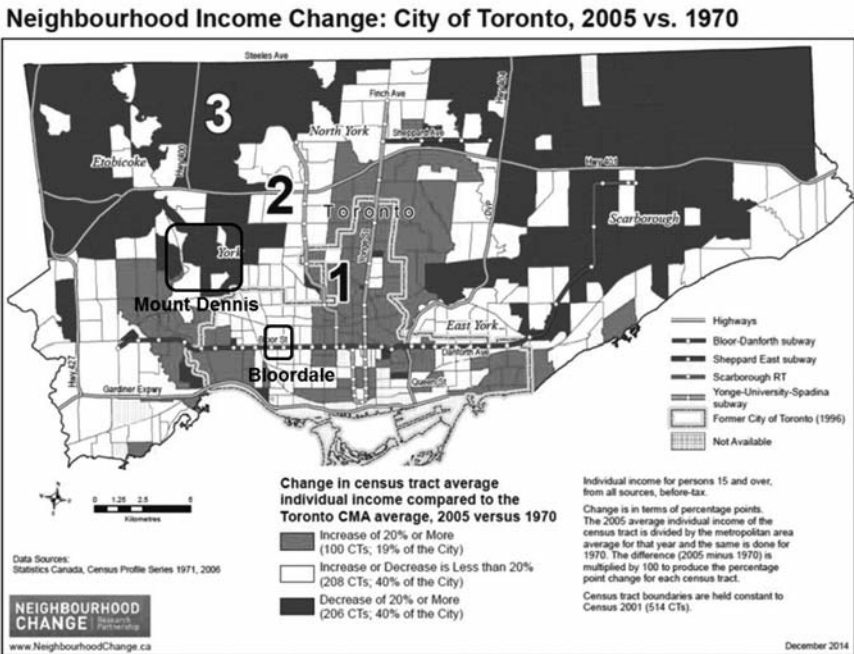 Neighbourhood Income Change: City of Toronto, 2005 vs. 1970
Steeles Ave
3
Finch Ave
Hwy 404
North York
Sheppard Ave
Etobicoke
Hwy 400
Hwy 401
2
Toronto
DVP
Scarborough
York
Yonge St
1
Mount Dennis
East York
Bloor St
Danforth Ave
Bloordale
Hwy 427
Queen St
Gardiner Expwy
Highways
Bloor-Danforth subway
Sheppard East subway
Scarborough RT
Yonge-University-Spadina
subway
Former City of Toronto (1996)
Not Available
N
0 1.25 2.5 5
Kilometres
Change in census tract average
individual income compared to the
Toronto CMA average, 2005 versus 1970
Increase of 20% or More
(100 CTs; 19% of the City)
Increase or Decrease is Less than 20%
(208 CTs; 40% of the City)
Decrease of 20% or More
(206 CTs; 40% of the City)
Individual income for persons 15 and over,
from all sources, before-tax.
Change is in terms of percentage points.
The 2005 average individual income of the
census tract is divided by the metropolitan area
average for that year and the same is done for
1970. The difference (2005 minus 1970) is
multiplied by 100 to produce the percentage
point change for each census tract.
Census tract boundaries are held constant to
Census 2001 (514 CTs).
Data Sources:
Statistics Canada, Census Profile Series 1971, 2006
NEIGHBOURHOOD
CHANGE Research
Partnership
www.NeighbourhoodChange.ca
December 2014